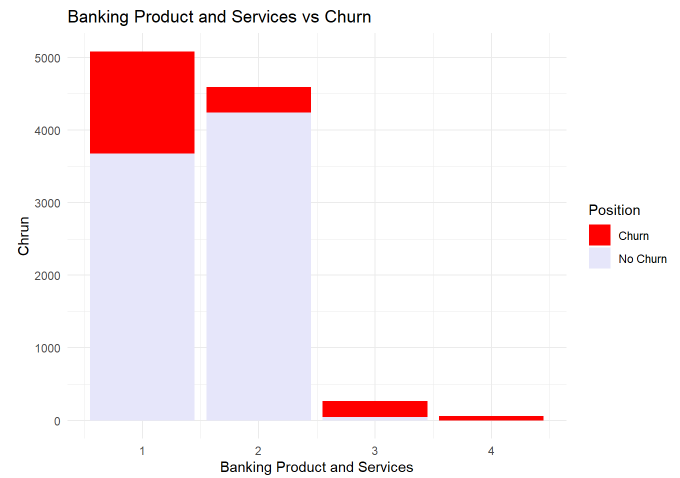 Banking Product and Services vs Churn
5000
4000
3000
2000
1000
0
Chrun
1 2 3 4
Banking Product and Services
Position
Churn
No Churn